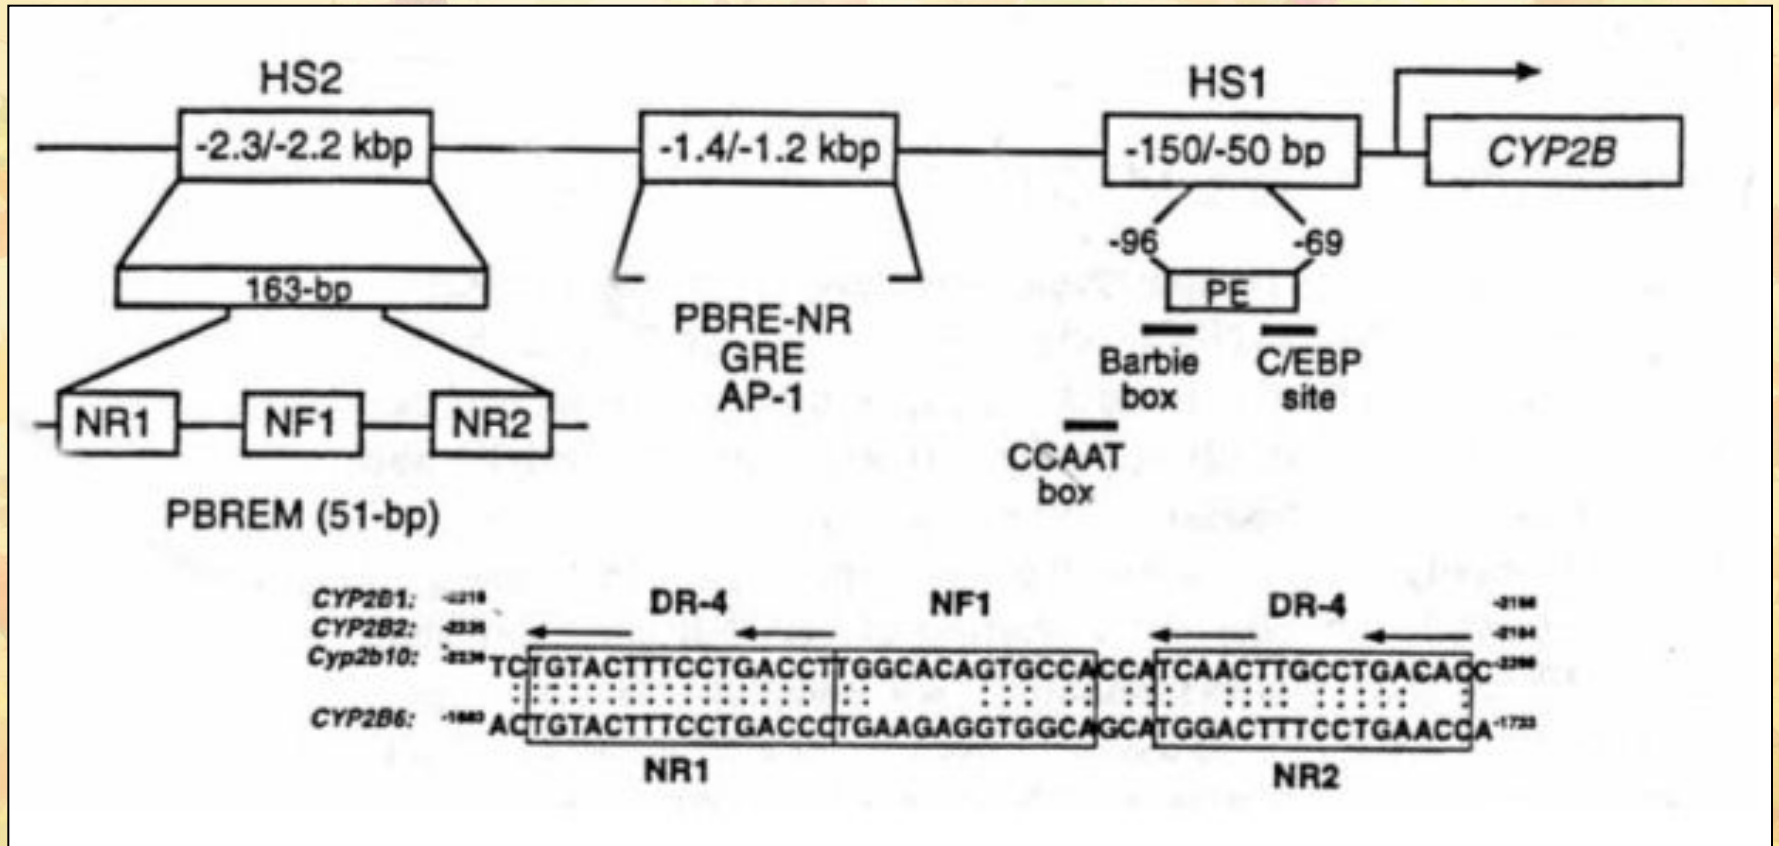 HS2
HS1
-2.3/-2.2 kbp
-1.4/-1.2 kbp
-150/-50 bp
CYP2B
-96
-69
163-bp
PE
PBRE-NR
GRE
AP-1
Barbie
box
C/EBP
site
NR1
NF1
NR2
CCAAT
box
PBREM (51-bp)
CYP2B1:
DR-4
NF1
DR-4
CYP2B2:
Cyp2b10:
TCTGTACTTTCCTGACCTTGGCACAGTGCCACCATCAACTTGCCTGACACC
CYP2B6:
ACTGTACTTTCCTGACCCTGAAGAGGTGGCAGCATGGACTTTCCTGAACCA
-1733
NR1
NR2